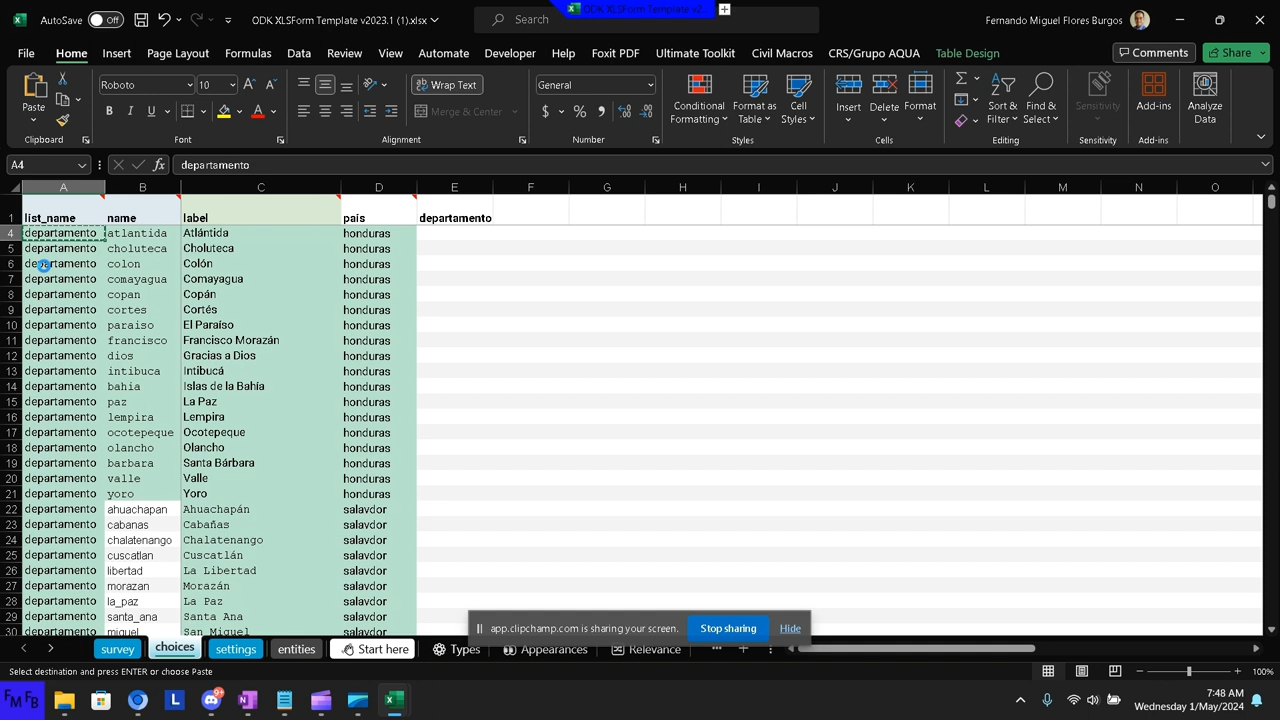 AutoSave Off ODK XLSForm Template v2023.1 (1).xlsx Search ODK XLSForm Template v2... Fernando Miguel Flores Burgos
File Home Insert Page Layout Formulas Data Review View Automate Developer Help Foxit PDF Ultimate Toolkit Civil Macros CRS/Grupo AQUA Table Design Comments Share
Roboto 10 Wrap Text General
Paste B I U A Merge & Center $ % Conditional Formatting Format as Table Cell Styles Insert Delete Format Sort & Filter Find & Select Sensitivity Add-ins Analyze Data
Clipboard Font Alignment Number Styles Cells Editing Sensitivity Add-ins
A4 fx departamento
A B C D E F G H I J K L M N O
1 list_name name label pais departamento
4 departamento atlantida Atlántida honduras
5 departamento choluteca Choluteca honduras
6 departamento colon Colón honduras
7 departamento comayagua Comayagua honduras
8 departamento copan Copán honduras
9 departamento cortes Cortés honduras
10 departamento paraiso El Paraíso honduras
11 departamento francisco Francisco Morazán honduras
12 departamento dios Gracias a Dios honduras
13 departamento intibuca Intibucá honduras
14 departamento bahia Islas de la Bahía honduras
15 departamento paz La Paz honduras
16 departamento lempira Lempira honduras
17 departamento ocotepeque Ocotepeque honduras
18 departamento olancho Olancho honduras
19 departamento barbara Santa Bárbara honduras
20 departamento valle Valle honduras
21 departamento yoro Yoro honduras
22 departamento ahuachapan Ahuachapán salavdor
23 departamento cabanas Cabañas salavdor
24 departamento chalatenango Chalatenango salavdor
25 departamento cuscatlan Cuscatlán salavdor
26 departamento libertad La Libertad salavdor
27 departamento morazan Morazán salavdor
28 departamento la_paz La Paz salavdor
29 departamento santa_ana Santa Ana salavdor
30 departamento miguel San Miguel salavdor
app.clipchamp.com is sharing your screen. Stop sharing Hide
survey choices settings entities Start here Types Appearances Relevance
Select destination and press ENTER or choose Paste 100%
FM FB L N 7:48 AM
Wednesday 1/May/2024